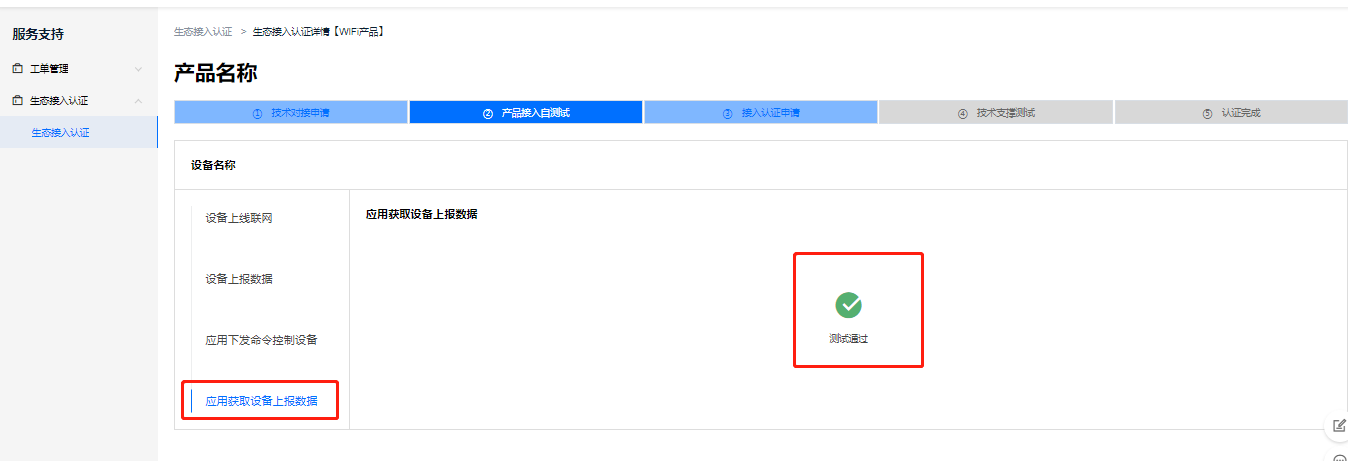 服务支持
工单管理
生态接入认证
生态接入认证
生态接入认证 > 生态接入认证详情【WIFI产品】
产品名称
① 技术对接申请
② 产品接入自测试
③ 接入认证申请
④ 技术支撑测试
⑤ 认证完成
设备名称
设备上线联网
设备上报数据
应用下发命令控制设备
应用获取设备上报数据
应用获取设备上报数据
测试通过